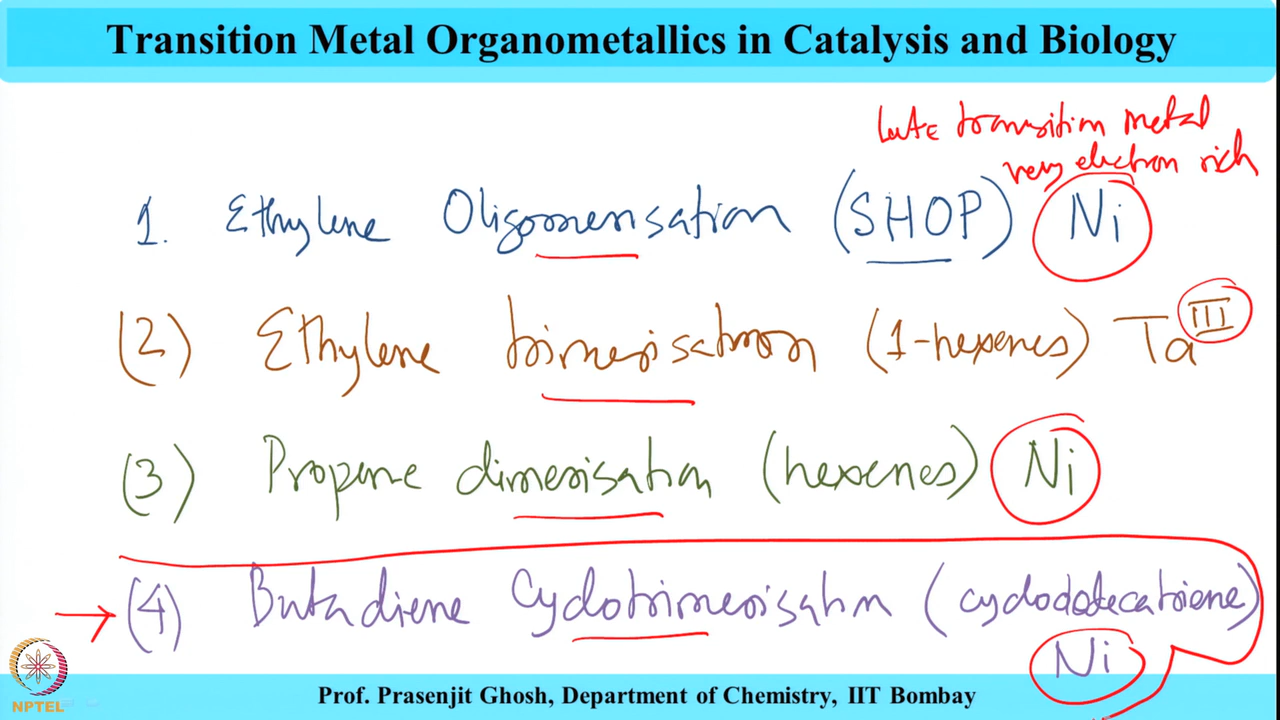 Transition Metal Organometallics in Catalysis and Biology
late transition metal
very electron rich
1. Ethylene Oligomerisation (SHOP) Ni
(2) Ethylene trimerisation (1-hexenes) Ta III
(3) Propene dimerisation (hexenes) Ni
(4) Butadiene Cyclotrimerisatn (cyclododecatriene)
Ni
NPTEL
Prof. Prasenjit Ghosh, Department of Chemistry, IIT Bombay